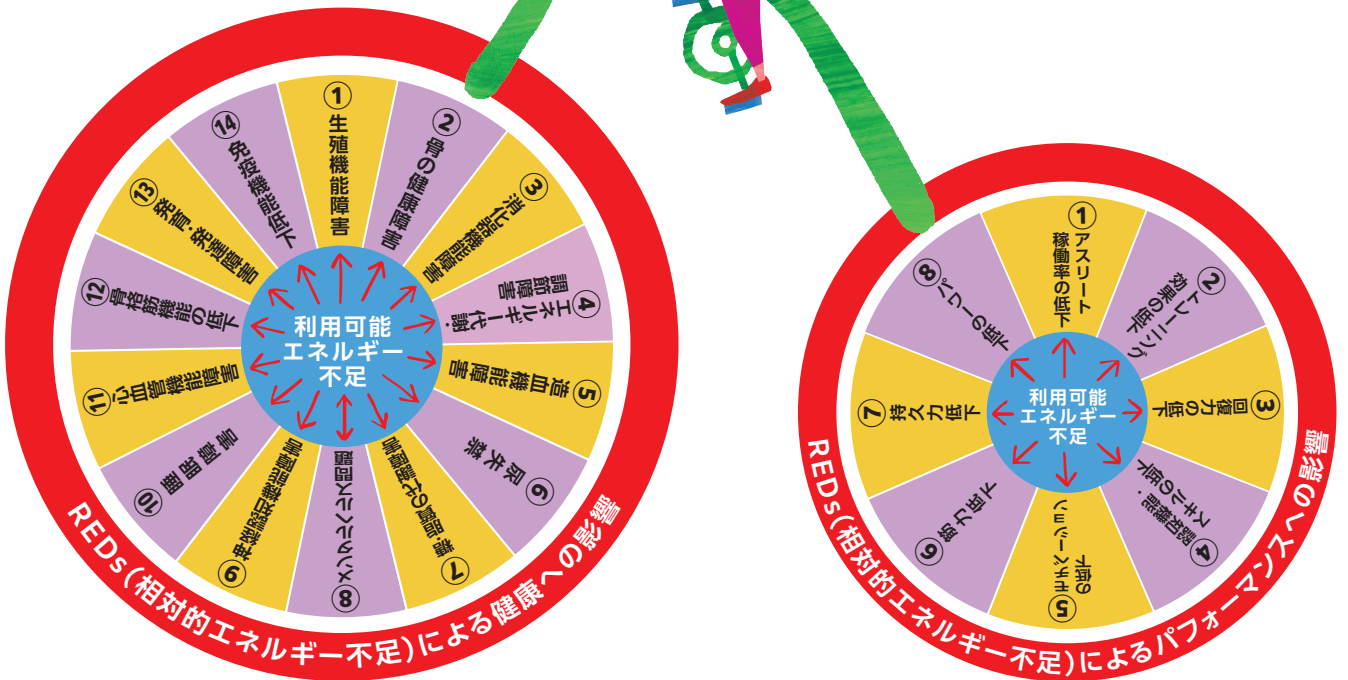 ①生殖機能障害
②骨の健康障害
③消化器機能障害
④エネルギー代謝・
調節障害
⑤造血機能障害
⑥尿失禁
⑦糖・脂質の代謝障害
⑧メンタルヘルス問題
⑨神経認知機能障害
⑩睡眠障害
⑪心血管機能障害
⑫骨格筋機能の低下
⑬発育・発達障害
⑭免疫機能低下
利用可能
エネルギー
不足
REDs(相対的エネルギー不足)による健康への影響
①アスリート
稼働率の低下
②トレーニング
効果の低下
③回復力の低下
④認知機能・
スキルの低下
⑤モチベーション
の低下
⑥筋力低下
⑦持久力低下
⑧パワーの低下
利用可能
エネルギー
不足
REDs(相対的エネルギー不足)によるパフォーマンスへの影響